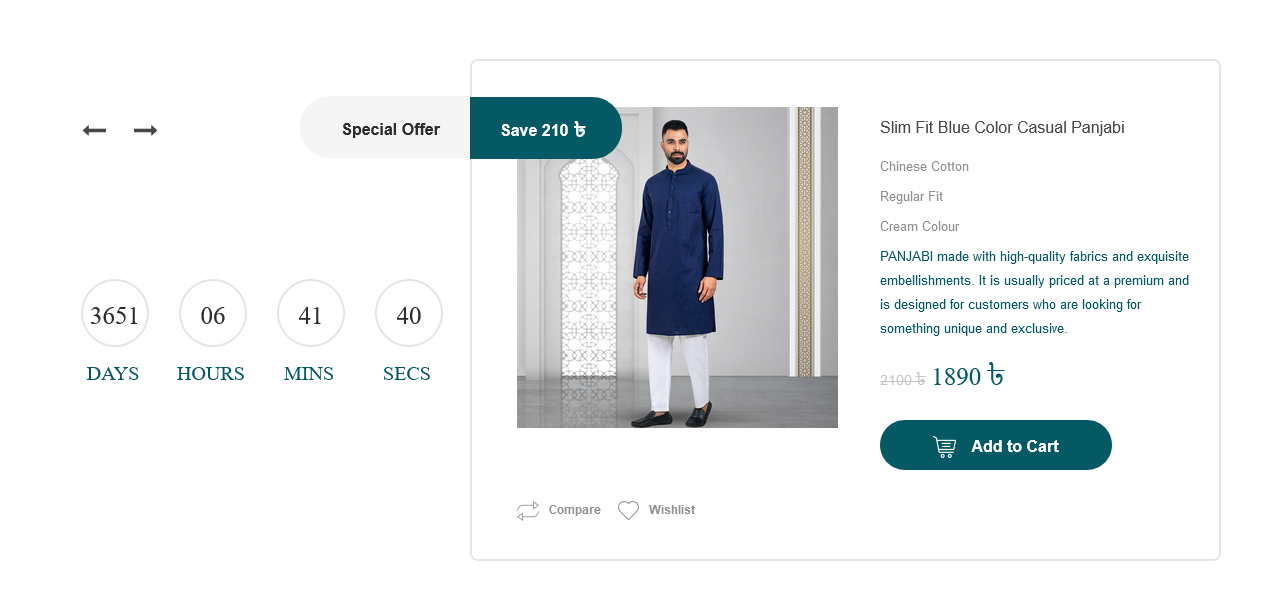 Special Offer
Save 210 ৳
3651
06
41
40
DAYS
HOURS
MINS
SECS
Slim Fit Blue Color Casual Panjabi
Chinese Cotton
Regular Fit
Cream Colour
PANJABI made with high-quality fabrics and exquisite
embellishments. It is usually priced at a premium and
is designed for customers who are looking for
something unique and exclusive.
2100 ৳ 1890 ৳
Add to Cart
Compare
Wishlist